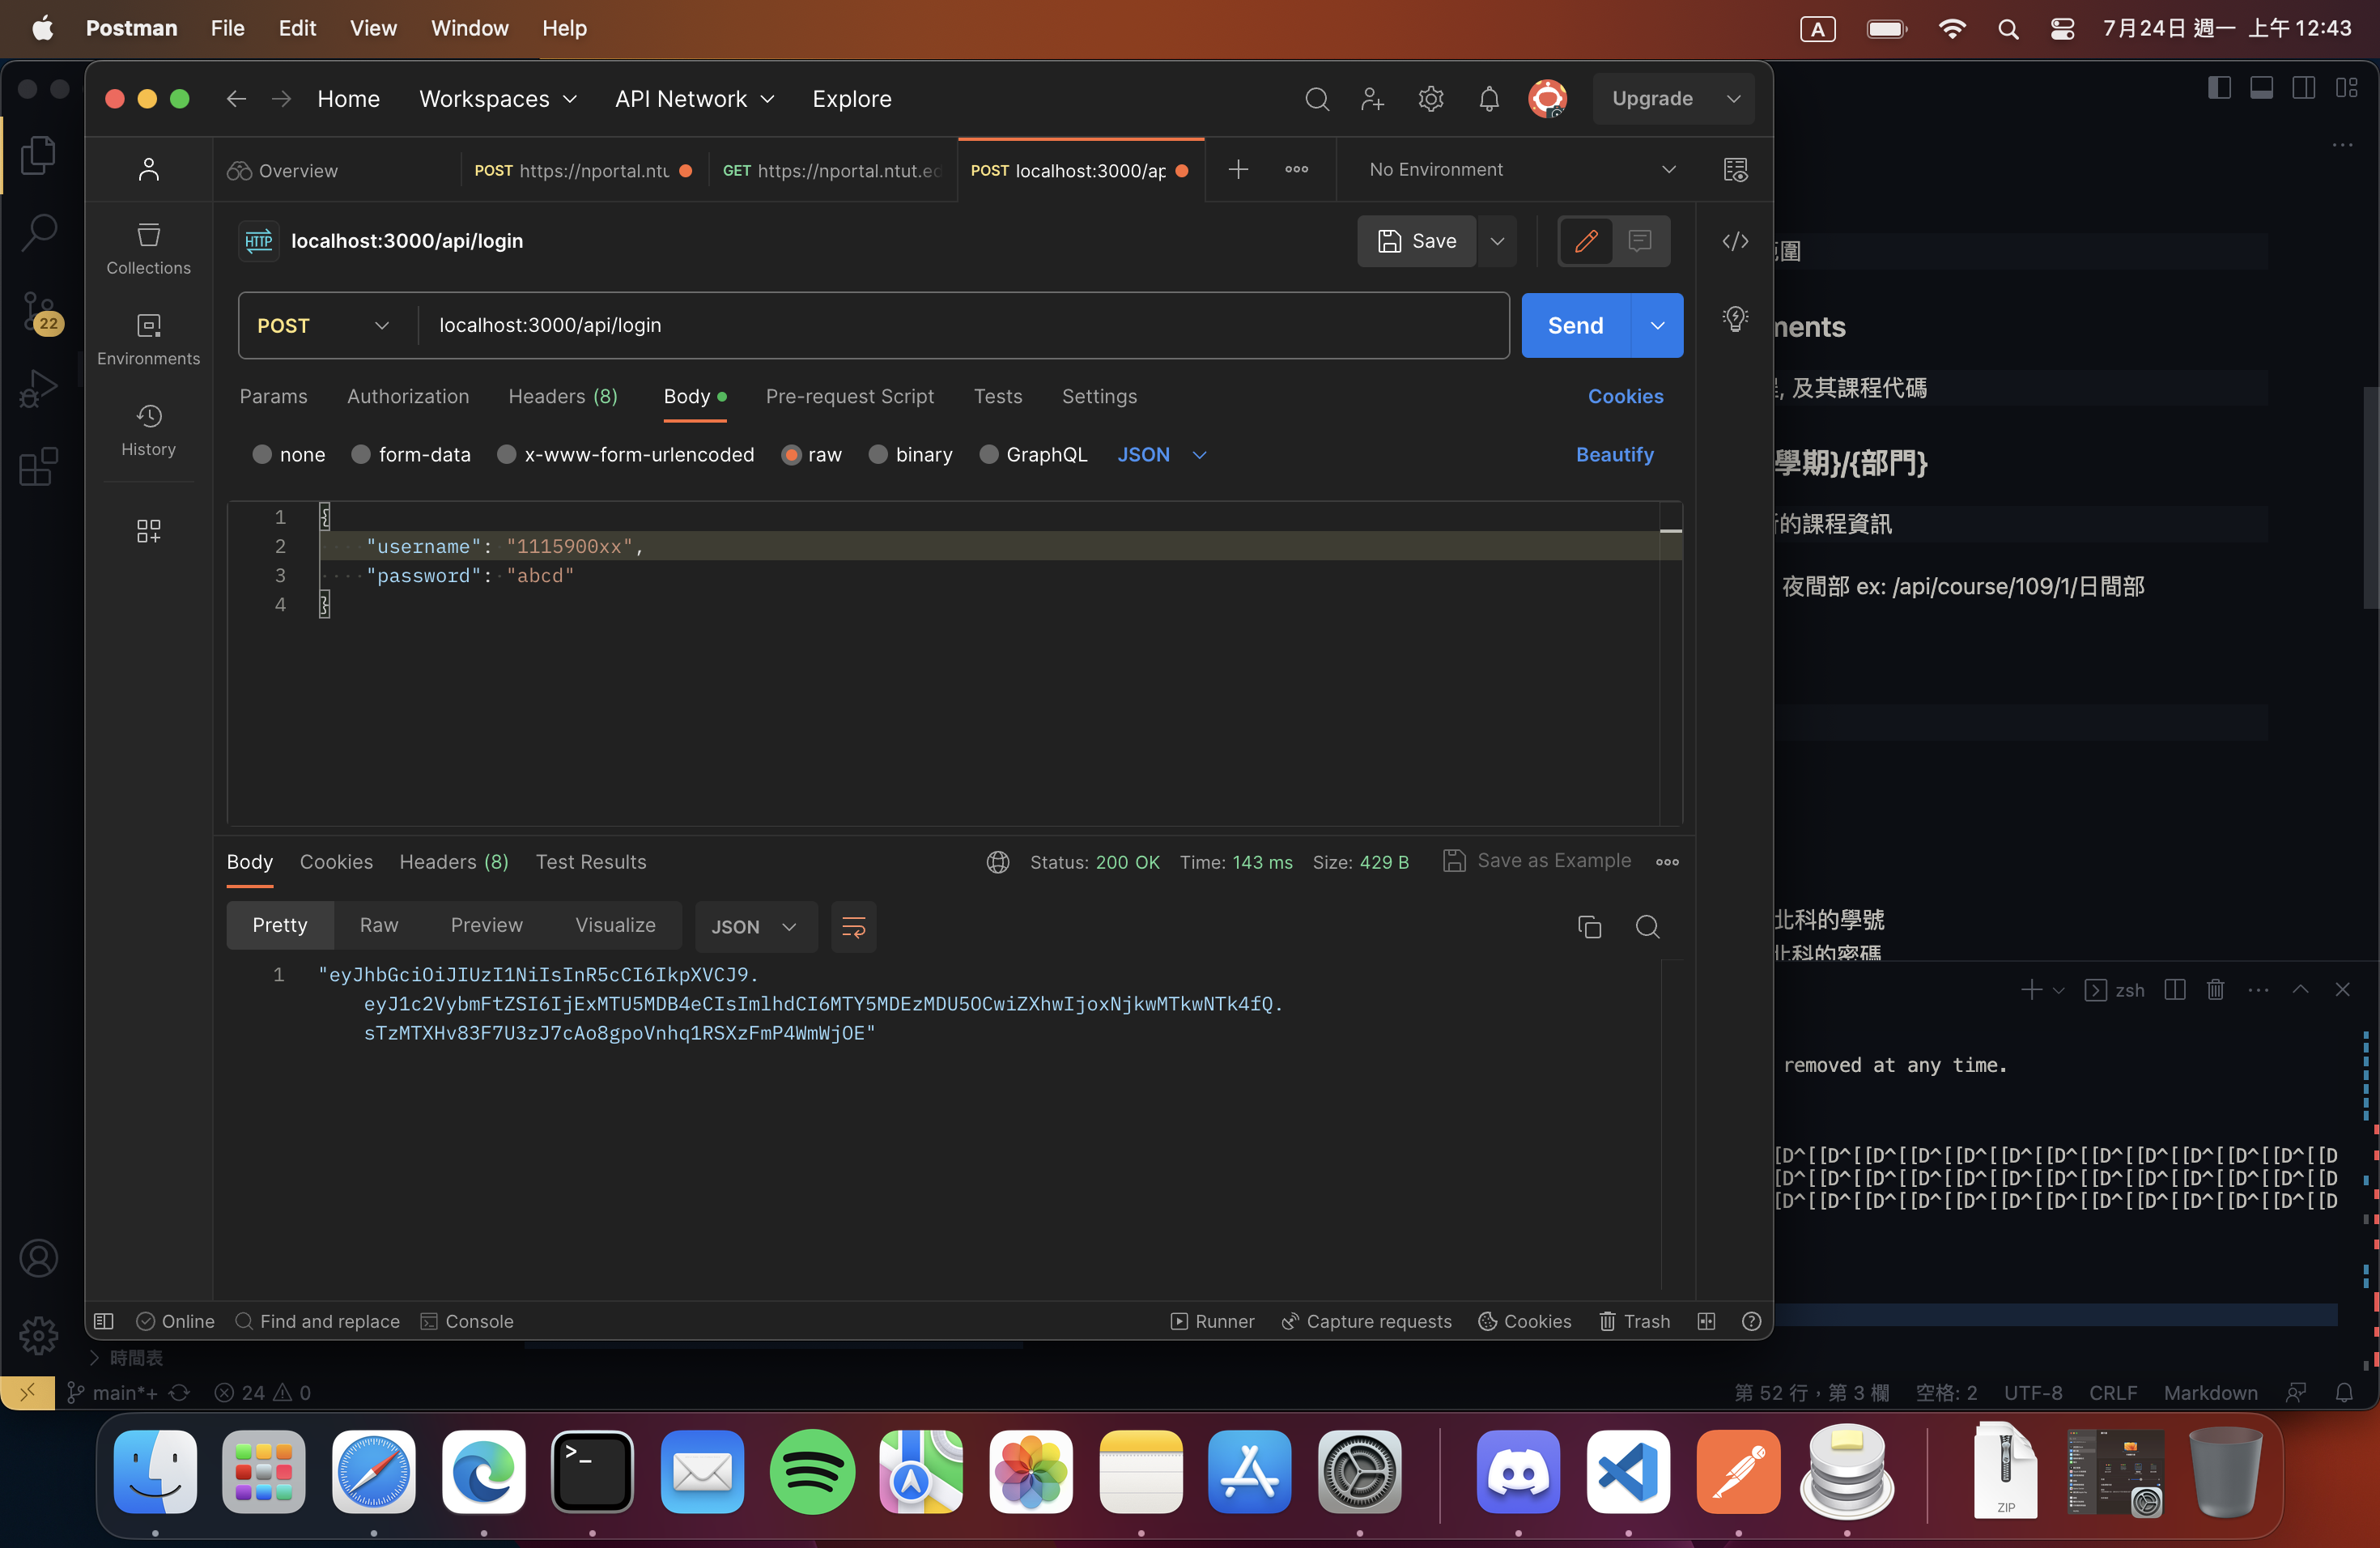 Postman File Edit View Window Help
A
7月24日 週一 上午 12:43
Home Workspaces API Network Explore
Upgrade
Overview
POST https://nportal.ntu
GET https://nportal.ntut.ed
POST localhost:3000/ap
No Environment
HTTP localhost:3000/api/login
Save
POST localhost:3000/api/login
Send
Params Authorization Headers (8) Body Pre-request Script Tests Settings
Cookies
none form-data x-www-form-urlencoded raw binary GraphQL JSON
Beautify
1 {
2 "username": "1115900xx",
3 "password": "abcd"
4 }
Collections
Environments
History
22
Body Cookies Headers (8) Test Results
Status: 200 OK Time: 143 ms Size: 429 B
Save as Example
Pretty Raw Preview Visualize
JSON
1 "eyJhbGciOiJIUzI1NiIsInR5cCI6IkpXVCJ9.
eyJ1c2VybmFtZSI6IjExMTU5MDB4eCIsImlhdCI6MTY5MDEzMDU5OCwiZXhwIjoxNjkwMTkwNTk4fQ.
sTzMTXHv83F7U3zJ7cAo8gpoVnhq1RSXzFmP4WmWjOE"
Online Find and replace Console
Runner Capture requests Cookies Trash
圍
ments
, 及其課程代碼
學期}/{部門}
的課程資訊
夜間部 ex: /api/course/109/1/日間部
北科的學號
北科的密碼
zsh
removed at any time.
[D^[[D^[[D^[[D^[[D^[[D^[[D^[[D^[[D^[[D^[[D^[[D^[[D
[D^[[D^[[D^[[D^[[D^[[D^[[D^[[D^[[D^[[D^[[D^[[D^[[D
[D^[[D^[[D^[[D^[[D^[[D^[[D^[[D^[[D^[[D^[[D^[[D^[[D
時間表
main*+ 24 0
第 52 行，第 3 欄 空格: 2 UTF-8 CRLF Markdown
>_
ZIP